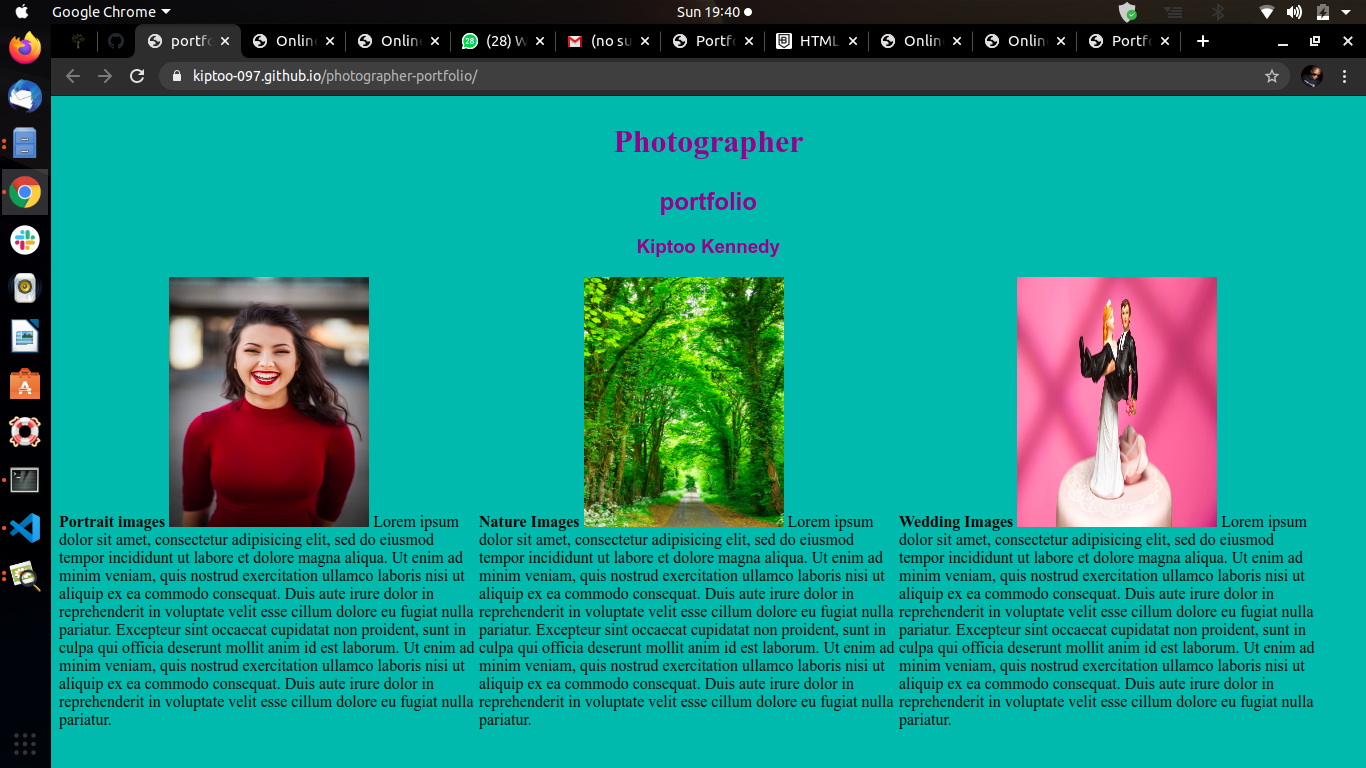 Google Chrome
Sun 19:40
portfo
Online
Online
(28) W
(no su
Portfo
HTML
Online
Online
Portfo
kiptoo-097.github.io/photographer-portfolio/
Photographer
portfolio
Kiptoo Kennedy
Portrait images Lorem ipsum
dolor sit amet, consectetur adipisicing elit, sed do eiusmod
tempor incididunt ut labore et dolore magna aliqua. Ut enim ad
minim veniam, quis nostrud exercitation ullamco laboris nisi ut
aliquip ex ea commodo consequat. Duis aute irure dolor in
reprehenderit in voluptate velit esse cillum dolore eu fugiat nulla
pariatur. Excepteur sint occaecat cupidatat non proident, sunt in
culpa qui officia deserunt mollit anim id est laborum. Ut enim ad
minim veniam, quis nostrud exercitation ullamco laboris nisi ut
aliquip ex ea commodo consequat. Duis aute irure dolor in
reprehenderit in voluptate velit esse cillum dolore eu fugiat nulla
pariatur.
Nature Images Lorem ipsum
dolor sit amet, consectetur adipisicing elit, sed do eiusmod
tempor incididunt ut labore et dolore magna aliqua. Ut enim ad
minim veniam, quis nostrud exercitation ullamco laboris nisi ut
aliquip ex ea commodo consequat. Duis aute irure dolor in
reprehenderit in voluptate velit esse cillum dolore eu fugiat nulla
pariatur. Excepteur sint occaecat cupidatat non proident, sunt in
culpa qui officia deserunt mollit anim id est laborum. Ut enim ad
minim veniam, quis nostrud exercitation ullamco laboris nisi ut
aliquip ex ea commodo consequat. Duis aute irure dolor in
reprehenderit in voluptate velit esse cillum dolore eu fugiat nulla
pariatur.
Wedding Images Lorem ipsum
dolor sit amet, consectetur adipisicing elit, sed do eiusmod
tempor incididunt ut labore et dolore magna aliqua. Ut enim ad
minim veniam, quis nostrud exercitation ullamco laboris nisi ut
aliquip ex ea commodo consequat. Duis aute irure dolor in
reprehenderit in voluptate velit esse cillum dolore eu fugiat nulla
pariatur. Excepteur sint occaecat cupidatat non proident, sunt in
culpa qui officia deserunt mollit anim id est laborum. Ut enim ad
minim veniam, quis nostrud exercitation ullamco laboris nisi ut
aliquip ex ea commodo consequat. Duis aute irure dolor in
reprehenderit in voluptate velit esse cillum dolore eu fugiat nulla
pariatur.